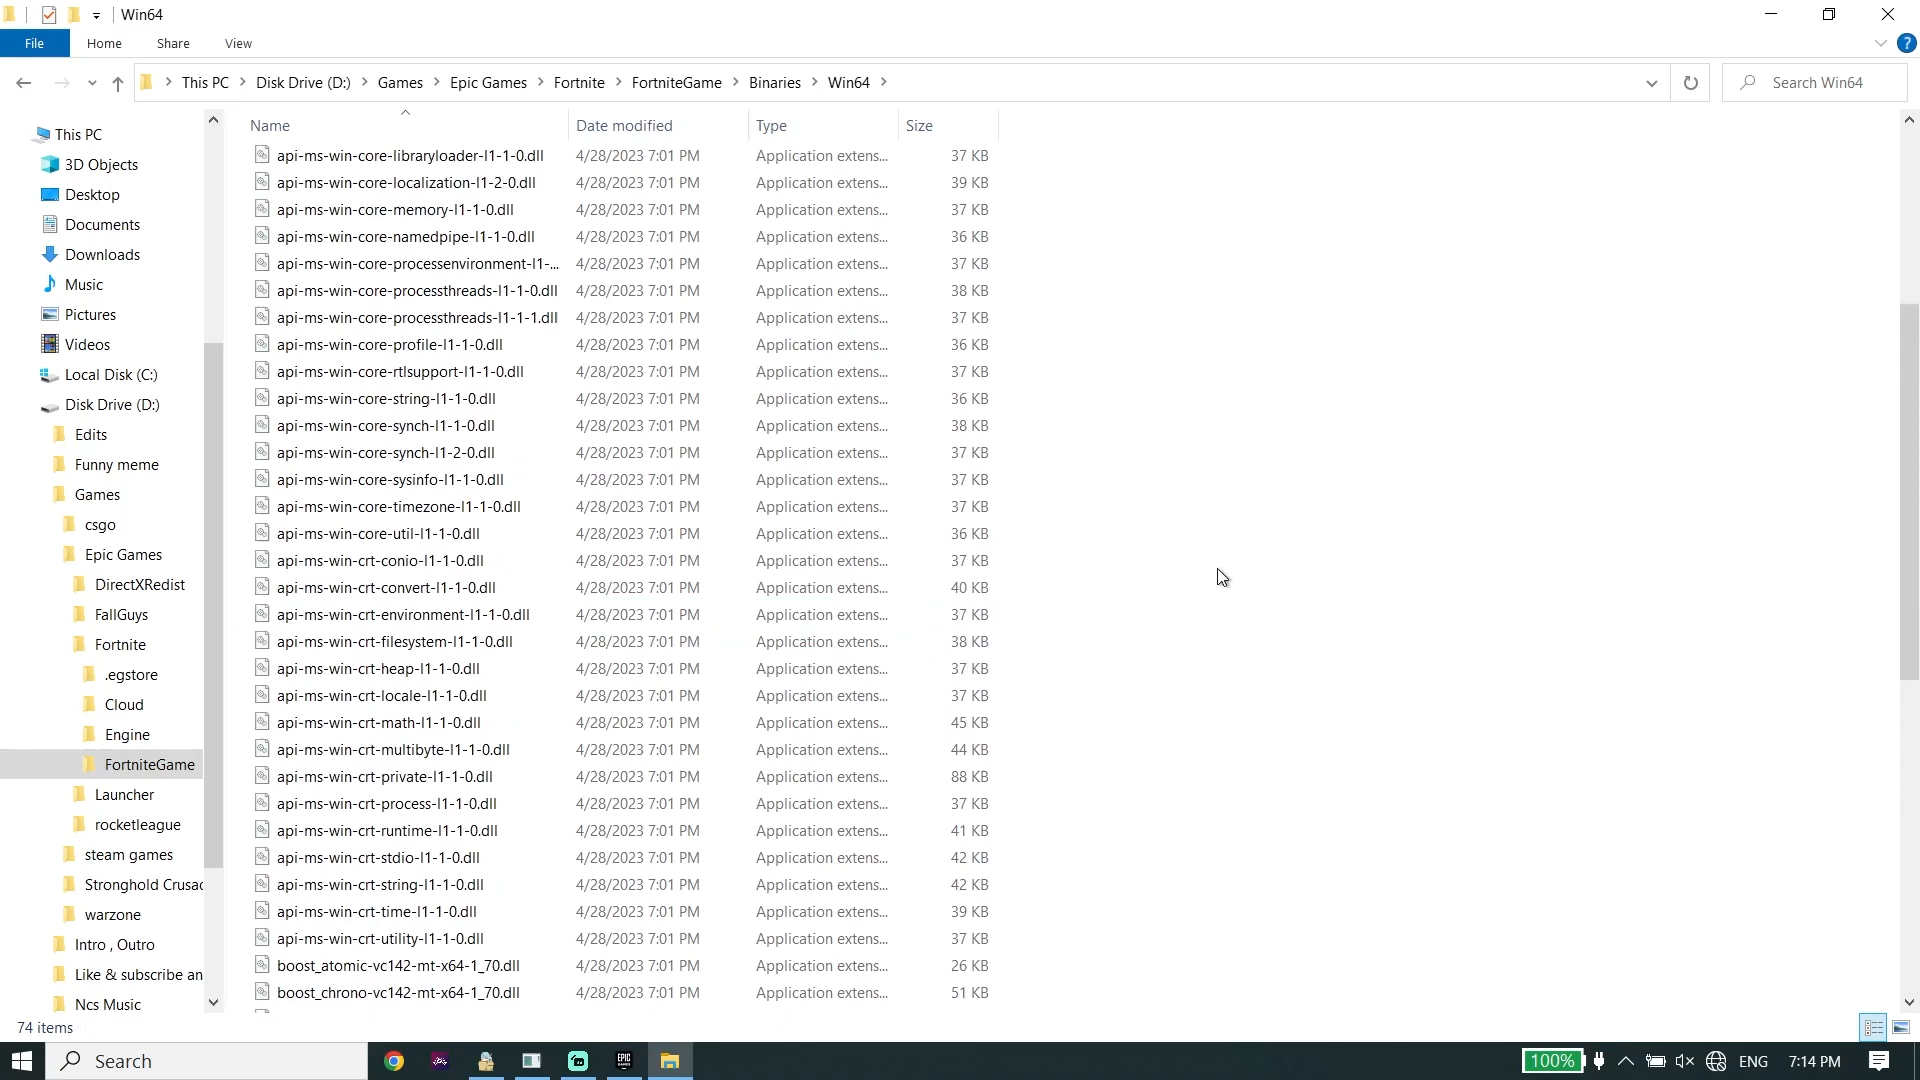 Win64
File Home Share View
This PC Disk Drive (D:) Games Epic Games Fortnite FortniteGame Binaries Win64 Search Win64
Name Date modified Type Size
This PC
3D Objects
Desktop
Documents
Downloads
Music
Pictures
Videos
Local Disk (C:)
Disk Drive (D:)
Edits
Funny meme
Games
csgo
Epic Games
DirectXRedist
FallGuys
Fortnite
.egstore
Cloud
Engine
FortniteGame
Launcher
rocketleague
steam games
Stronghold Crusad
warzone
Intro , Outro
Like & subscribe an
Ncs Music
api-ms-win-core-libraryloader-l1-1-0.dll 4/28/2023 7:01 PM Application extens... 37 KB
api-ms-win-core-localization-l1-2-0.dll 4/28/2023 7:01 PM Application extens... 39 KB
api-ms-win-core-memory-l1-1-0.dll 4/28/2023 7:01 PM Application extens... 37 KB
api-ms-win-core-namedpipe-l1-1-0.dll 4/28/2023 7:01 PM Application extens... 36 KB
api-ms-win-core-processenvironment-l1-... 4/28/2023 7:01 PM Application extens... 37 KB
api-ms-win-core-processthreads-l1-1-0.dll 4/28/2023 7:01 PM Application extens... 38 KB
api-ms-win-core-processthreads-l1-1-1.dll 4/28/2023 7:01 PM Application extens... 37 KB
api-ms-win-core-profile-l1-1-0.dll 4/28/2023 7:01 PM Application extens... 36 KB
api-ms-win-core-rtlsupport-l1-1-0.dll 4/28/2023 7:01 PM Application extens... 37 KB
api-ms-win-core-string-l1-1-0.dll 4/28/2023 7:01 PM Application extens... 36 KB
api-ms-win-core-synch-l1-1-0.dll 4/28/2023 7:01 PM Application extens... 38 KB
api-ms-win-core-synch-l1-2-0.dll 4/28/2023 7:01 PM Application extens... 37 KB
api-ms-win-core-sysinfo-l1-1-0.dll 4/28/2023 7:01 PM Application extens... 37 KB
api-ms-win-core-timezone-l1-1-0.dll 4/28/2023 7:01 PM Application extens... 37 KB
api-ms-win-core-util-l1-1-0.dll 4/28/2023 7:01 PM Application extens... 36 KB
api-ms-win-crt-conio-l1-1-0.dll 4/28/2023 7:01 PM Application extens... 37 KB
api-ms-win-crt-convert-l1-1-0.dll 4/28/2023 7:01 PM Application extens... 40 KB
api-ms-win-crt-environment-l1-1-0.dll 4/28/2023 7:01 PM Application extens... 37 KB
api-ms-win-crt-filesystem-l1-1-0.dll 4/28/2023 7:01 PM Application extens... 38 KB
api-ms-win-crt-heap-l1-1-0.dll 4/28/2023 7:01 PM Application extens... 37 KB
api-ms-win-crt-locale-l1-1-0.dll 4/28/2023 7:01 PM Application extens... 37 KB
api-ms-win-crt-math-l1-1-0.dll 4/28/2023 7:01 PM Application extens... 45 KB
api-ms-win-crt-multibyte-l1-1-0.dll 4/28/2023 7:01 PM Application extens... 44 KB
api-ms-win-crt-private-l1-1-0.dll 4/28/2023 7:01 PM Application extens... 88 KB
api-ms-win-crt-process-l1-1-0.dll 4/28/2023 7:01 PM Application extens... 37 KB
api-ms-win-crt-runtime-l1-1-0.dll 4/28/2023 7:01 PM Application extens... 41 KB
api-ms-win-crt-stdio-l1-1-0.dll 4/28/2023 7:01 PM Application extens... 42 KB
api-ms-win-crt-string-l1-1-0.dll 4/28/2023 7:01 PM Application extens... 42 KB
api-ms-win-crt-time-l1-1-0.dll 4/28/2023 7:01 PM Application extens... 39 KB
api-ms-win-crt-utility-l1-1-0.dll 4/28/2023 7:01 PM Application extens... 37 KB
boost_atomic-vc142-mt-x64-1_70.dll 4/28/2023 7:01 PM Application extens... 26 KB
boost_chrono-vc142-mt-x64-1_70.dll 4/28/2023 7:01 PM Application extens... 51 KB
74 items
Search EPIC GAMES 100% ENG 7:14 PM